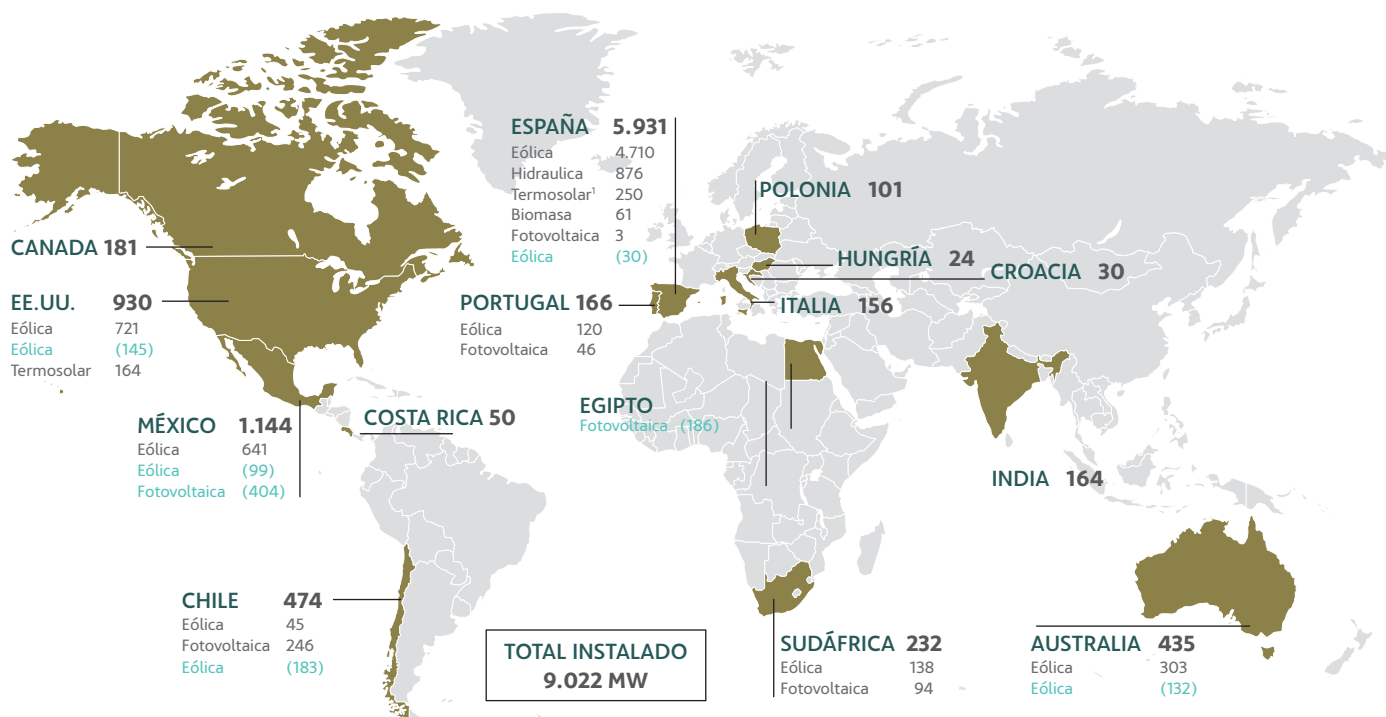 ESPAÑA 5.931
Eólica 4.710
Hidraulica 876
Termosolar¹ 250
Biomasa 61
Fotovoltaica 3
Eólica (30)
POLONIA 101
HUNGRÍA 24
CROACIA 30
ITALIA 156
CANADA 181
EE.UU. 930
Eólica 721
Eólica (145)
Termosolar 164
PORTUGAL 166
Eólica 120
Fotovoltaica 46
MÉXICO 1.144
Eólica 641
Eólica (99)
Fotovoltaica (404)
COSTA RICA 50
EGIPTO
Fotovoltaica (186)
INDIA 164
CHILE 474
Eólica 45
Fotovoltaica 246
Eólica (183)
TOTAL INSTALADO
9.022 MW
SUDÁFRICA 232
Eólica 138
Fotovoltaica 94
AUSTRALIA 435
Eólica 303
Eólica (132)